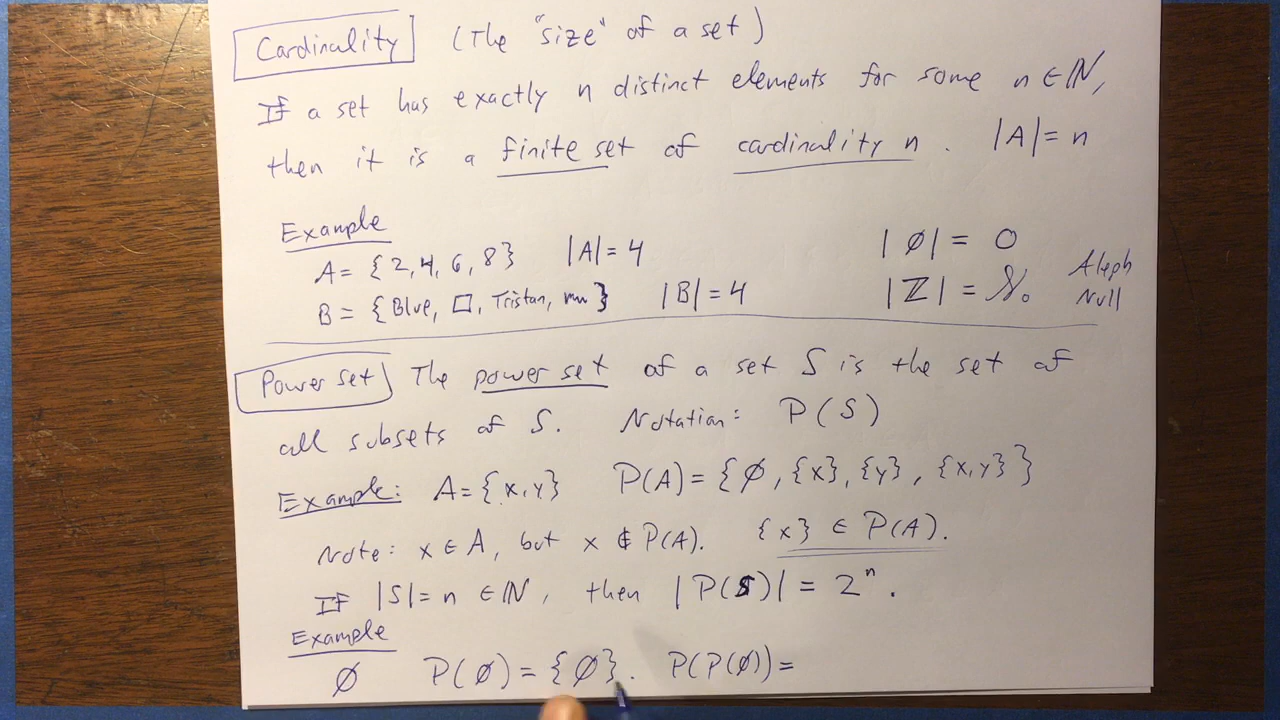 Cardinality (The "size" of a set)
If a set has exactly n distinct elements for some n ∈ ℕ,
then it is a finite set of cardinality n. |A| = n
Example
A = {2, 4, 6, 8} |A| = 4 |∅| = 0
B = {Blue, □, Tristan, } |B| = 4 |ℤ| = ℵ₀ Aleph Null
Power set The power set of a set S is the set of
all subsets of S. Notation: P(S)
Example: A = {x, y} P(A) = {∅, {x}, {y}, {x, y}}
Note: x ∈ A, but x ∉ P(A). {x} ∈ P(A).
If |S| = n ∈ ℕ, then |P(S)| = 2ⁿ.
Example
∅ P(∅) = {∅}. P(P(∅)) =